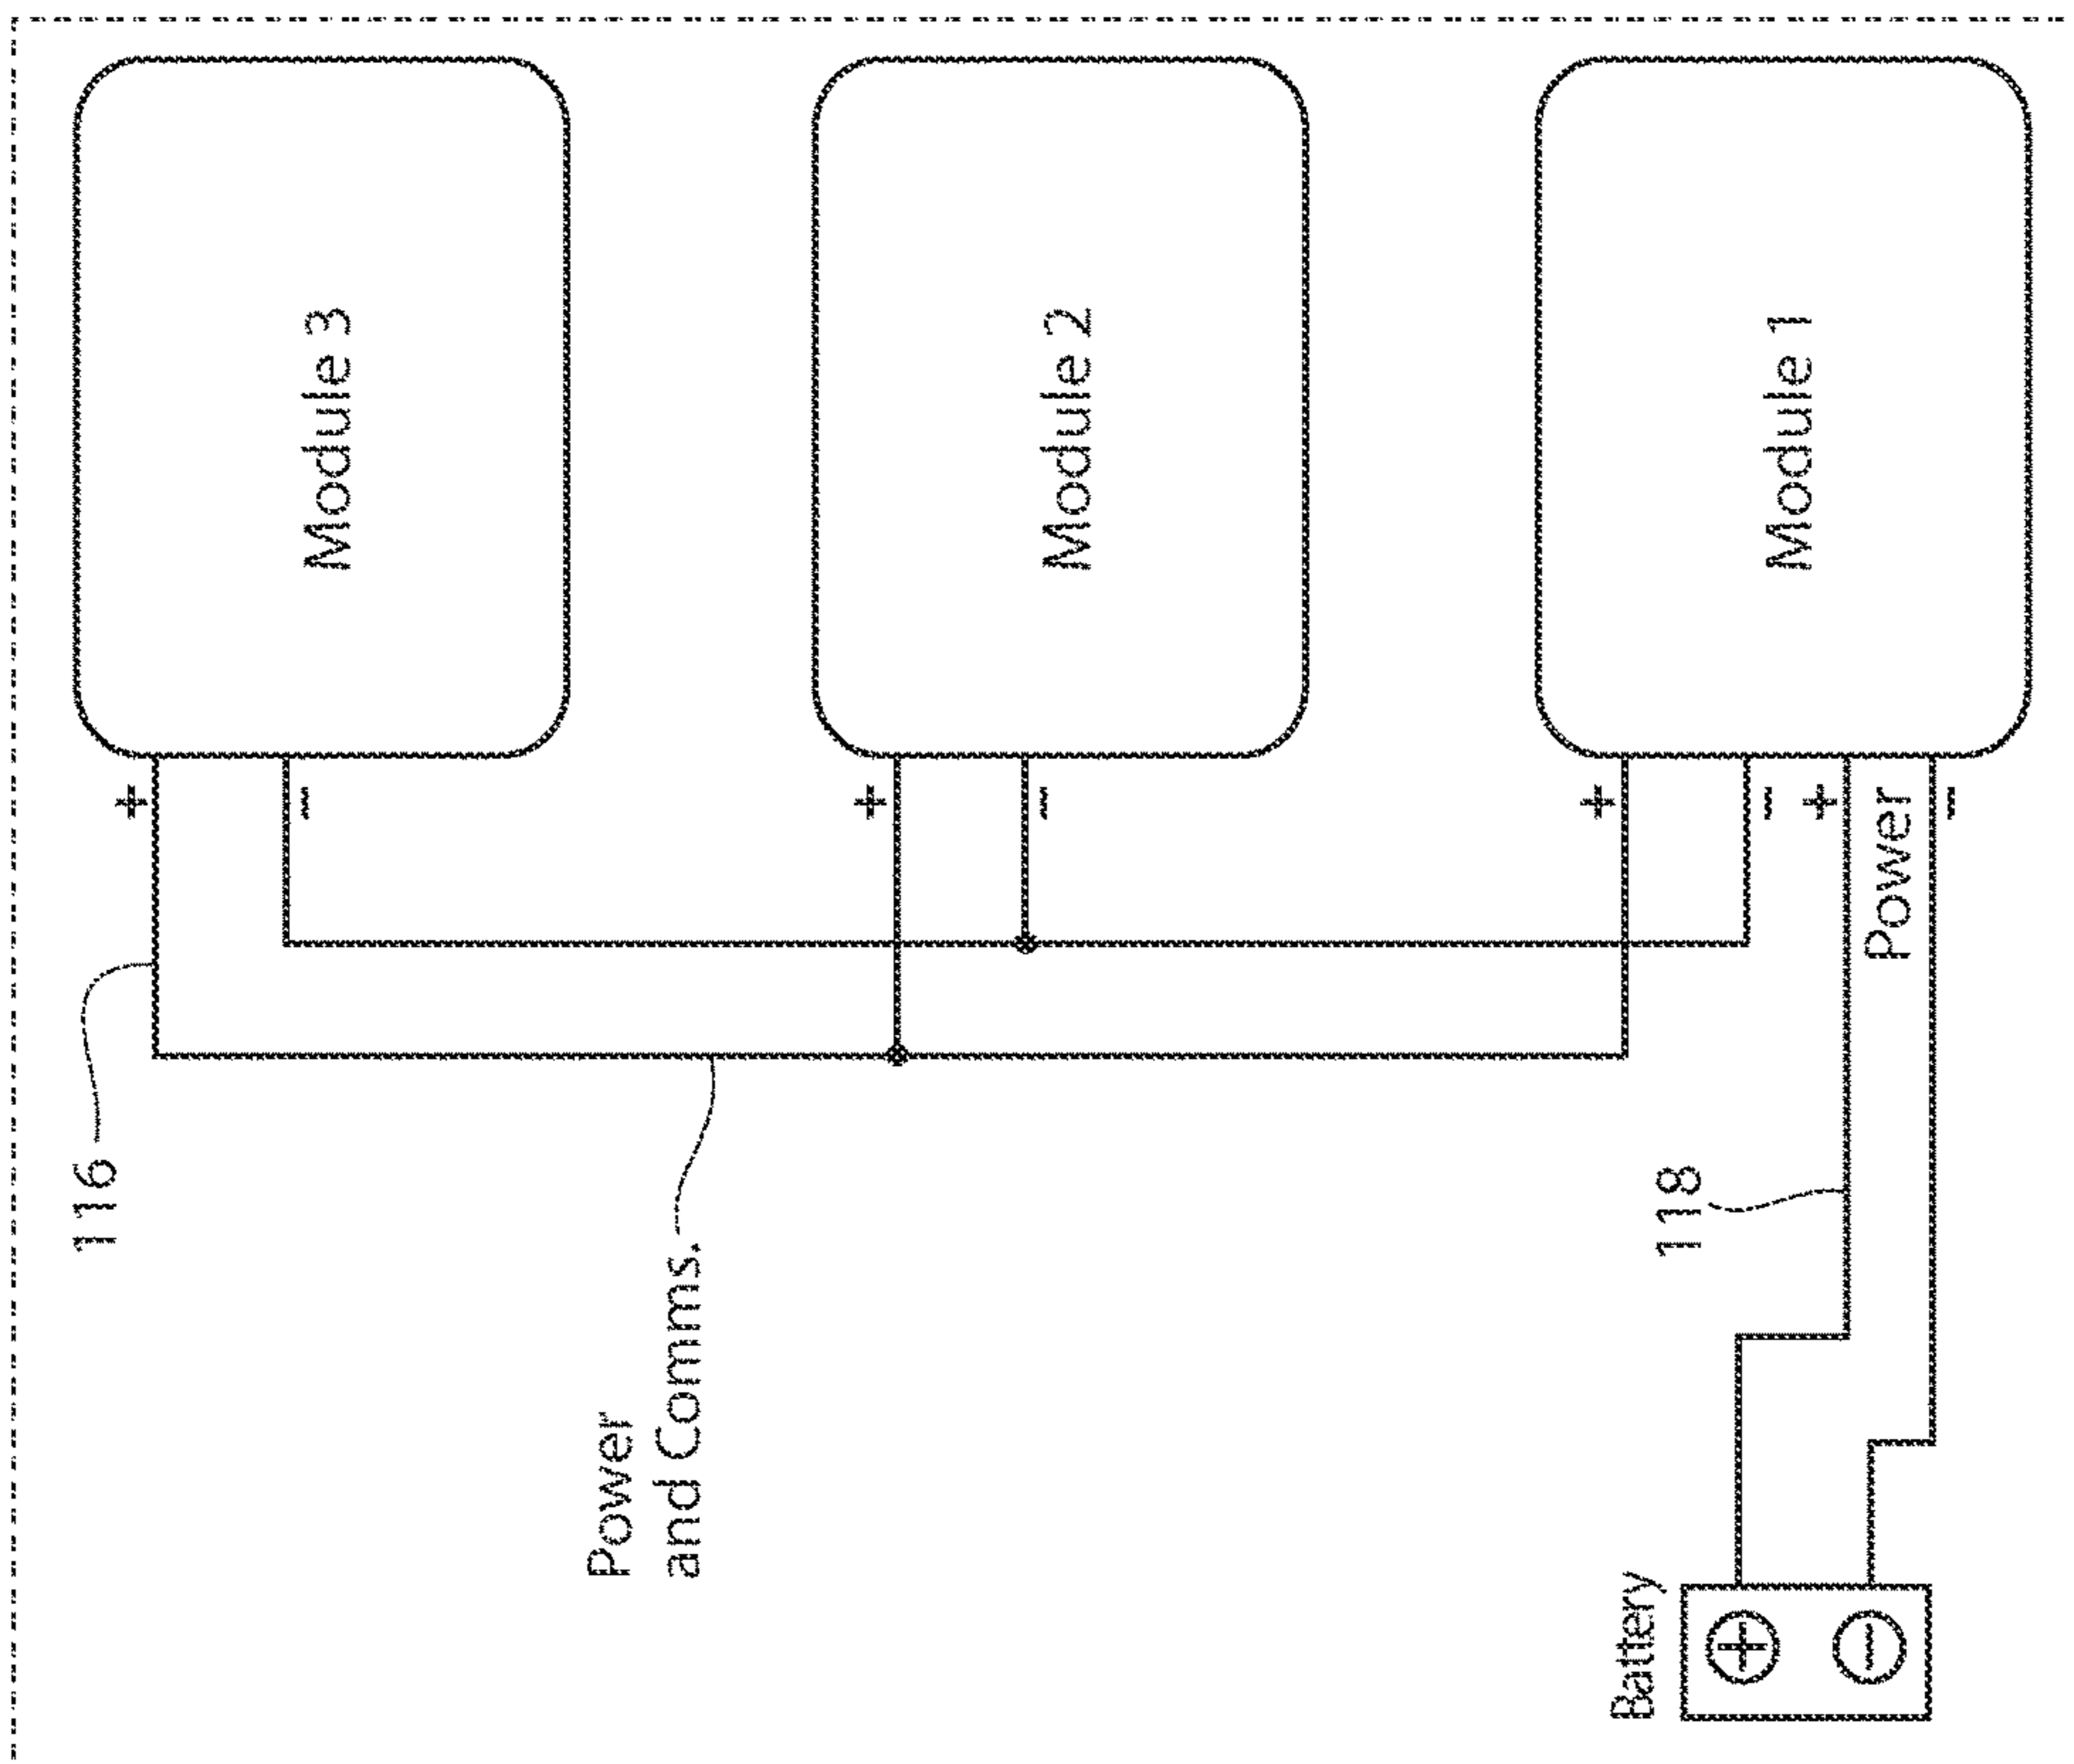 Module 3
Module 2
Module 1
+
-
+
-
+
-
+
Power
-
116
Power
and Comms.
118
Battery
+
-